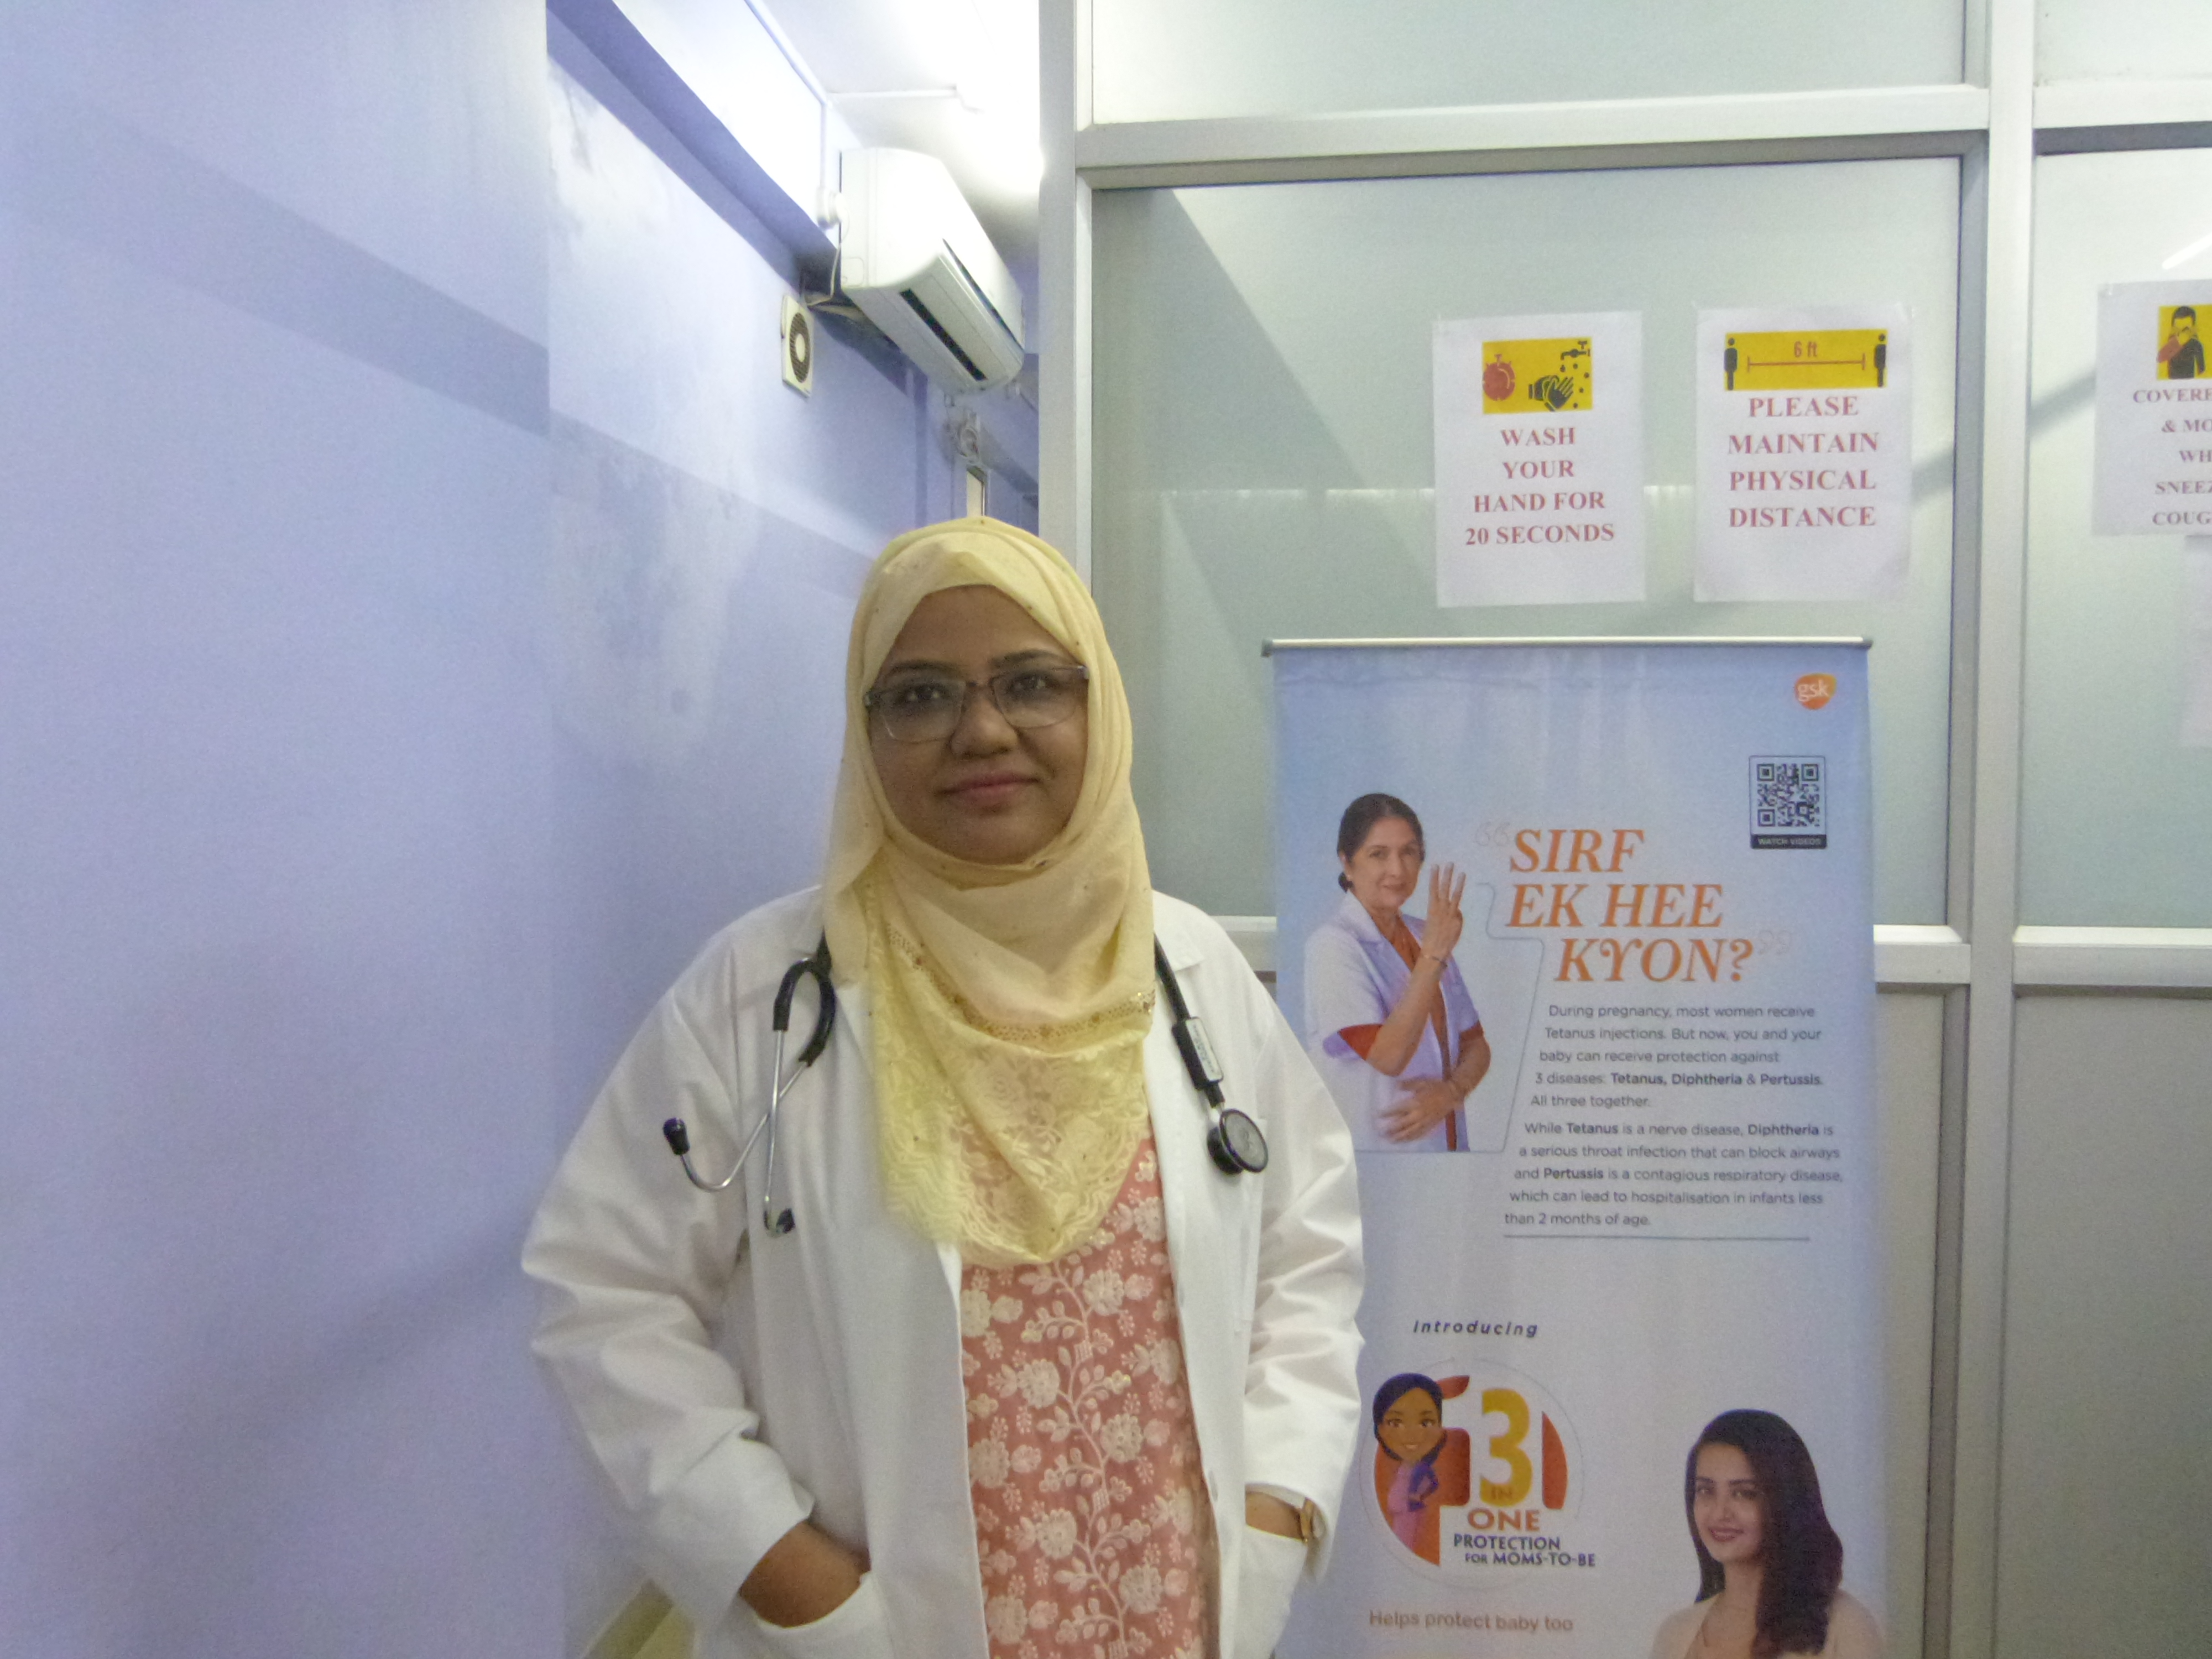 WASH
YOUR
HAND FOR
20 SECONDS
6 ft
PLEASE
MAINTAIN
PHYSICAL
DISTANCE
COVERE
& MO
WH
SNEEZ
COUG
gsk
WATCH VIDEOS
“SIRF
EK HEE
KYON?”
During pregnancy, most women receive
Tetanus injections. But now, you and your
baby can receive protection against
3 diseases: Tetanus, Diphtheria & Pertussis.
All three together.
While Tetanus is a nerve disease, Diphtheria is
a serious throat infection that can block airways
and Pertussis is a contagious respiratory disease,
which can lead to hospitalisation in infants less
than 2 months of age.
Introducing
3
IN
ONE
PROTECTION
FOR MOMS-TO-BE
Helps protect baby too